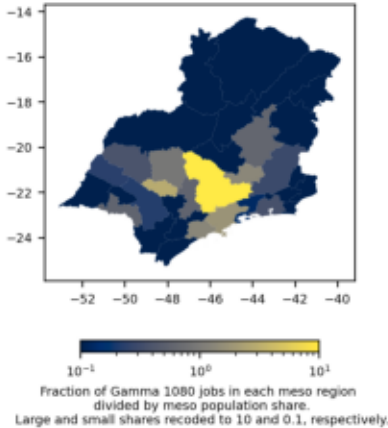 −14
−16
−18
−20
−22
−24
−52 −50 −48 −46 −44 −42 −40
10⁻¹ 10⁰ 10¹
Fraction of Gamma 1080 jobs in each meso region
divided by meso population share.
Large and small shares recoded to 10 and 0.1, respectively.